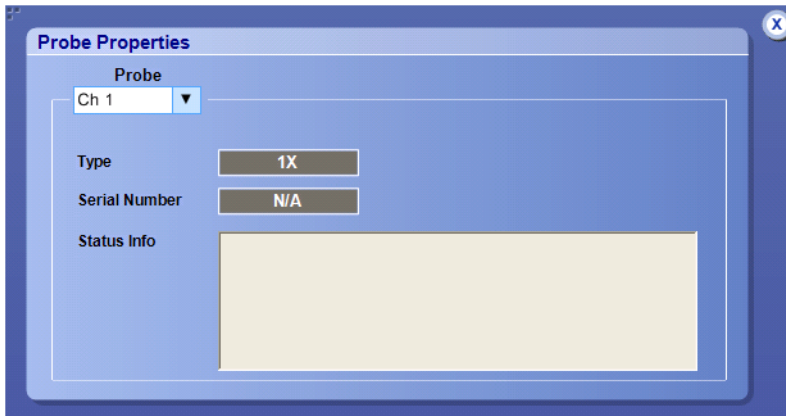 X
Probe Properties
Probe
Ch 1
Type 1X
Serial Number N/A
Status Info